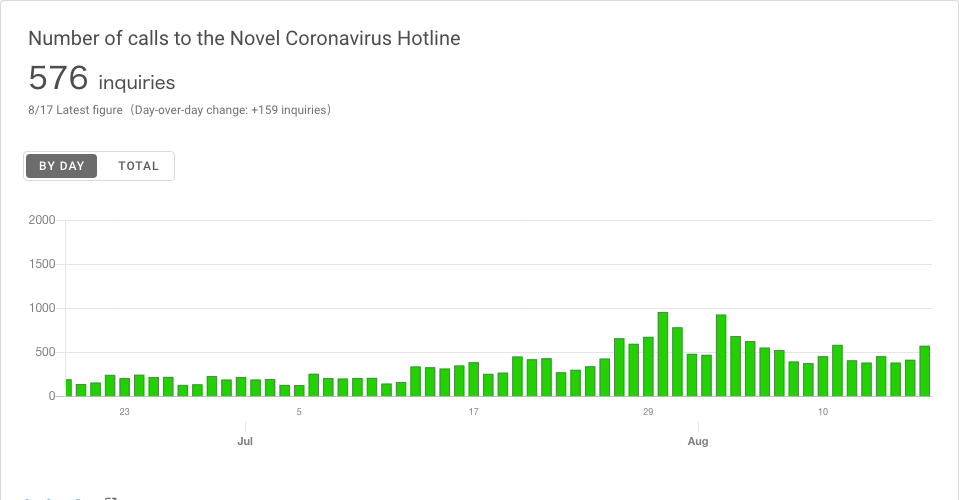 Number of calls to the Novel Coronavirus Hotline
576 inquiries
8/17 Latest figure（Day-over-day change: +159 inquiries）
BY DAY TOTAL
2000
1500
1000
500
0
23 5 17 29 10
Jul Aug